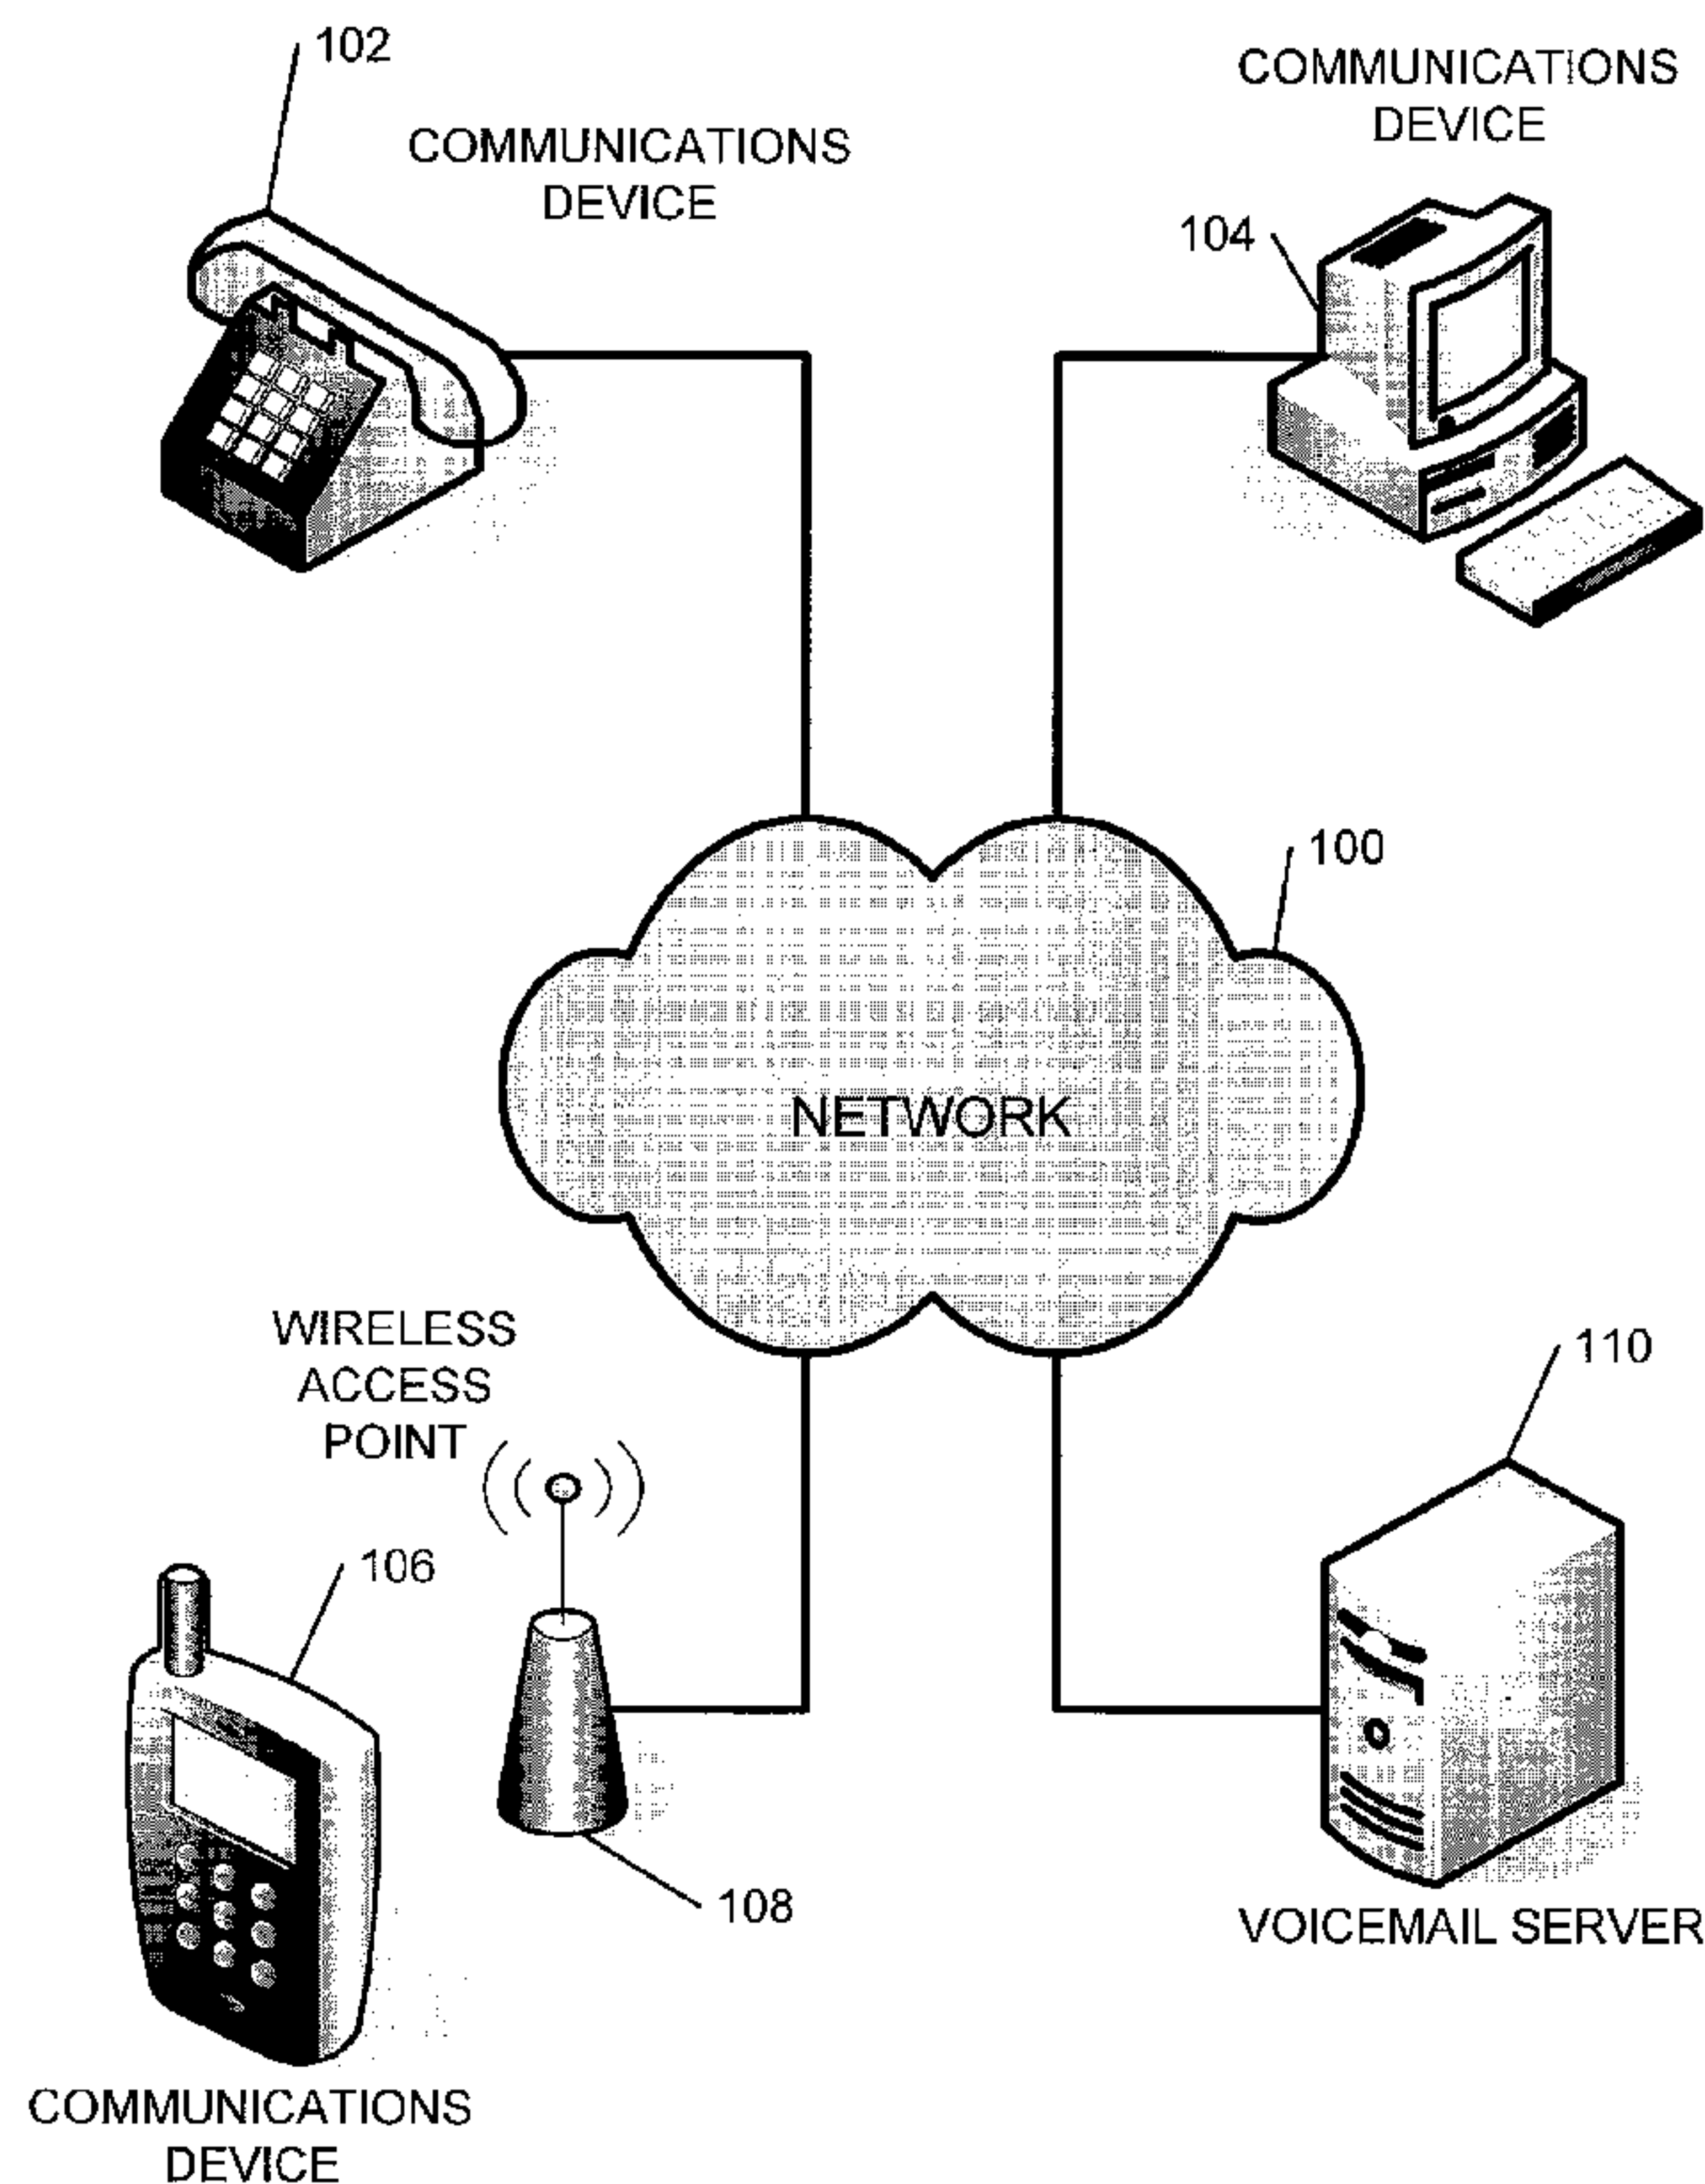 102
COMMUNICATIONS
DEVICE
COMMUNICATIONS
DEVICE
104
100
NETWORK
WIRELESS
ACCESS
POINT
110
106
108
VOICEMAIL SERVER
COMMUNICATIONS
DEVICE